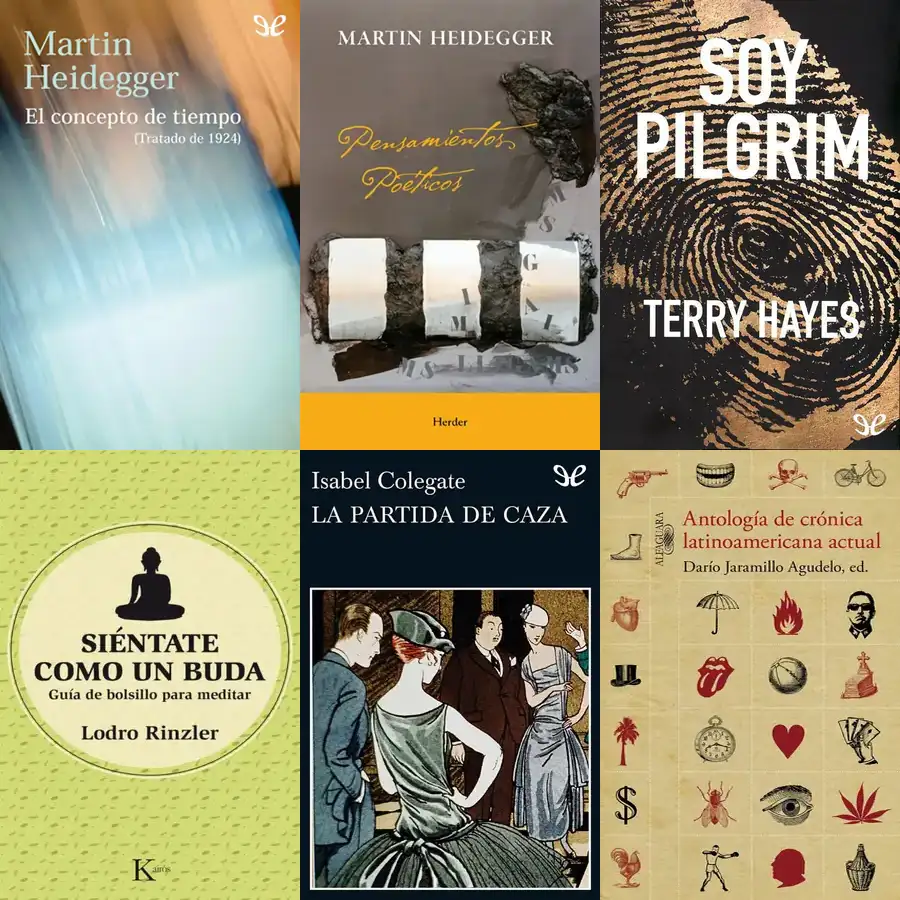 Martin
Heidegger
El concepto de tiempo
(Tratado de 1924)
MARTIN HEIDEGGER
Pensamientos
Poéticos
Herder
SOY
PILGRIM
TERRY HAYES
SIÉNTATE
COMO UN BUDA
Guía de bolsillo para meditar
Lodro Rinzler
Kairós
Isabel Colegate
LA PARTIDA DE CAZA
ALFAGUARA
Antología de crónica
latinoamericana actual
Darío Jaramillo Agudelo, ed.